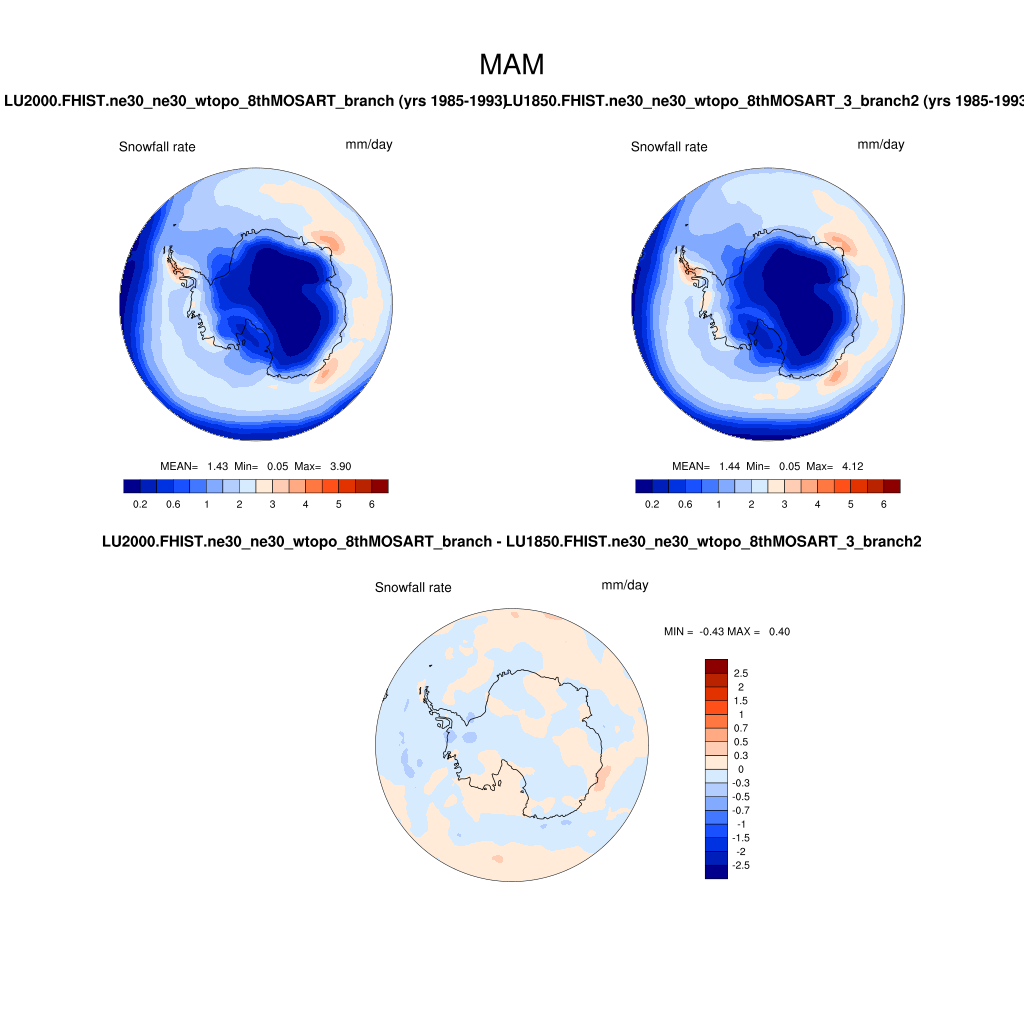 MAM
LU2000.FHIST.ne30_ne30_wtopo_8thMOSART_branch (yrs 1985-1993)
LU1850.FHIST.ne30_ne30_wtopo_8thMOSART_3_branch2 (yrs 1985-1993
Snowfall rate mm/day
Snowfall rate mm/day
MEAN= 1.43 Min= 0.05 Max= 3.90
MEAN= 1.44 Min= 0.05 Max= 4.12
0.2 0.6 1 2 3 4 5 6
0.2 0.6 1 2 3 4 5 6
LU2000.FHIST.ne30_ne30_wtopo_8thMOSART_branch - LU1850.FHIST.ne30_ne30_wtopo_8thMOSART_3_branch2
Snowfall rate mm/day
MIN = -0.43 MAX = 0.40
2.5
2
1.5
1
0.7
0.5
0.3
0
-0.3
-0.5
-0.7
-1
-1.5
-2
-2.5